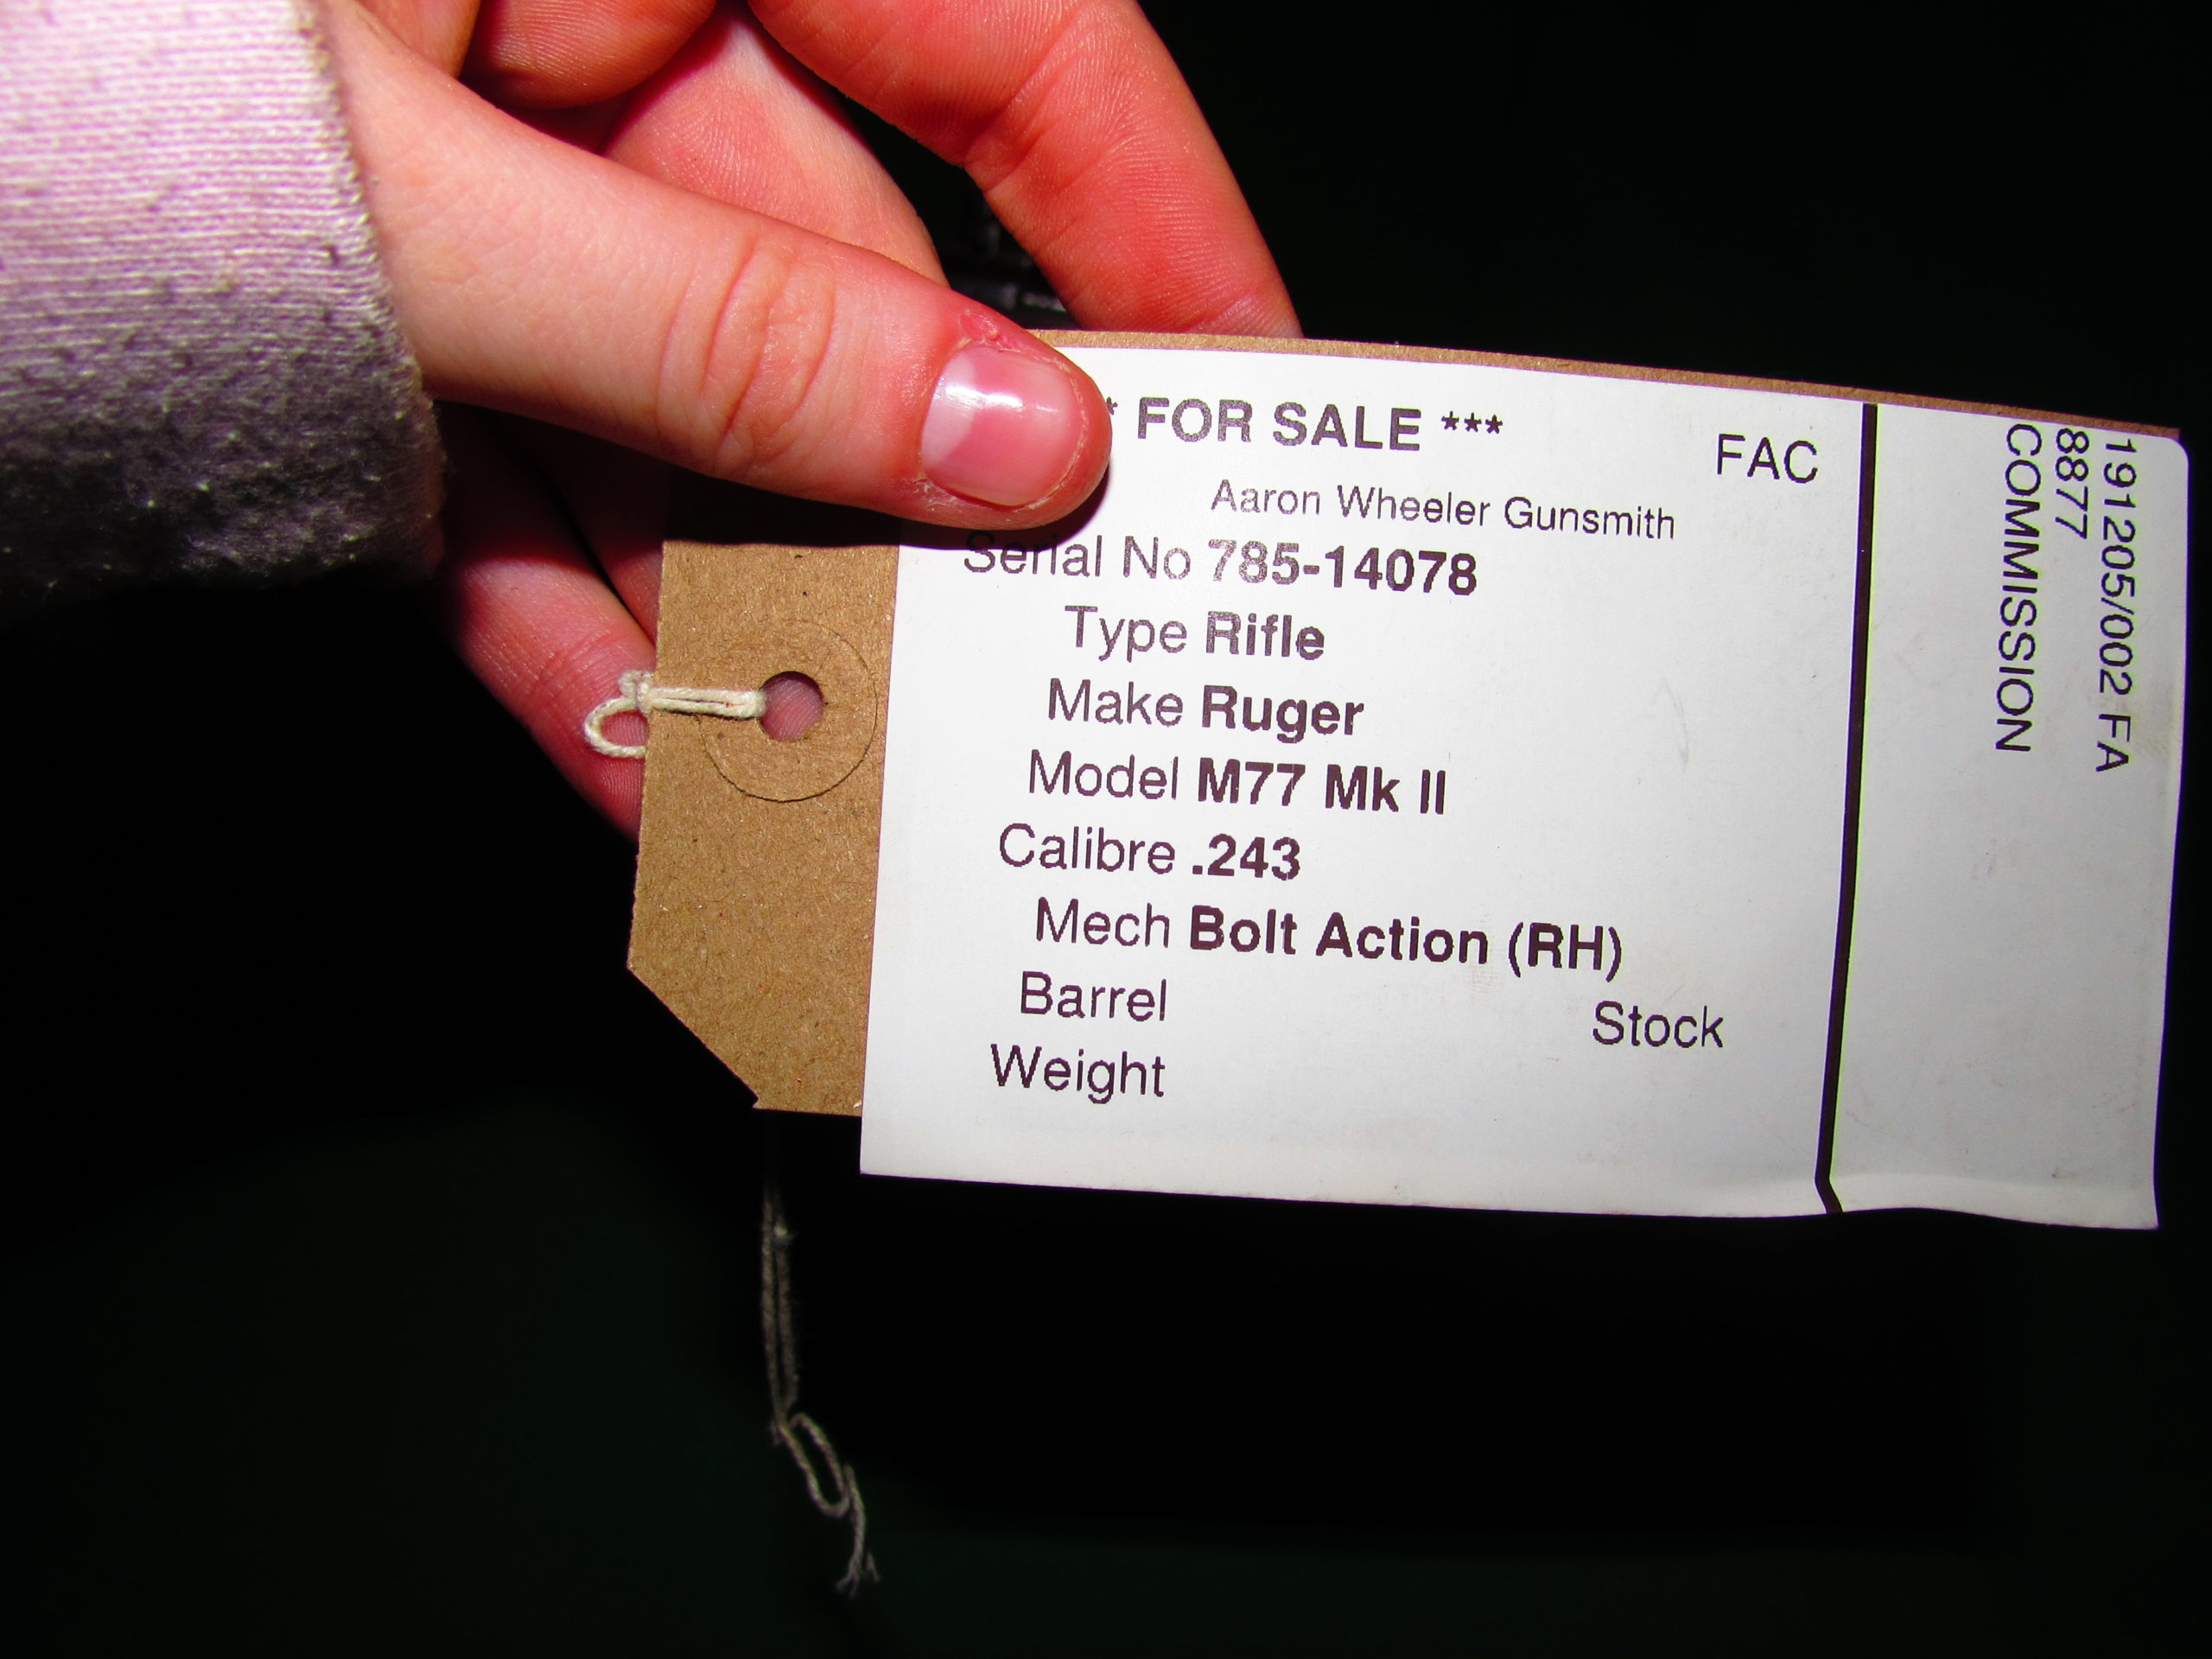 * FOR SALE ***
FAC
Aaron Wheeler Gunsmith
Serial No 785-14078
Type Rifle
Make Ruger
Model M77 Mk II
Calibre .243
Mech Bolt Action (RH)
Barrel
Stock
Weight
191205/002 FA
8877
COMMISSION